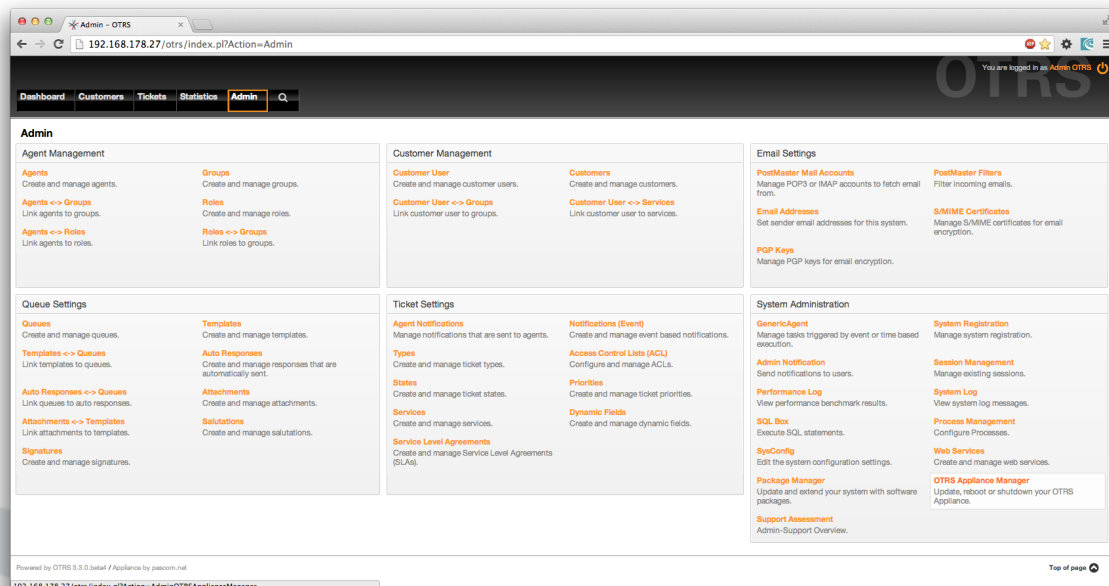 Admin – OTRS
192.168.178.27/otrs/index.pl?Action=Admin
ABP
OTRS
You are logged in as Admin OTRS
Dashboard Customers Tickets Statistics Admin
Admin
Agent Management
Agents
Create and manage agents.
Groups
Create and manage groups.
Agents <-> Groups
Link agents to groups.
Roles
Create and manage roles.
Agents <-> Roles
Link agents to roles.
Roles <-> Groups
Link roles to groups.
Customer Management
Customer User
Create and manage customer users.
Customers
Create and manage customers.
Customer User <-> Groups
Link customer user to groups.
Customer User <-> Services
Link customer user to services.
Email Settings
PostMaster Mail Accounts
Manage POP3 or IMAP accounts to fetch email
from.
PostMaster Filters
Filter incoming emails.
Email Addresses
Set sender email addresses for this system.
S/MIME Certificates
Manage S/MIME certificates for email
encryption.
PGP Keys
Manage PGP keys for email encryption.
Queue Settings
Queues
Create and manage queues.
Templates
Create and manage templates.
Templates <-> Queues
Link templates to queues.
Auto Responses
Create and manage responses that are
automatically sent.
Auto Responses <-> Queues
Link queues to auto responses.
Attachments
Create and manage attachments.
Attachments <-> Templates
Link attachments to templates.
Salutations
Create and manage salutations.
Signatures
Create and manage signatures.
Ticket Settings
Agent Notifications
Manage notifications that are sent to agents.
Notifications (Event)
Create and manage event based notifications.
Types
Create and manage ticket types.
Access Control Lists (ACL)
Configure and manage ACLs.
States
Create and manage ticket states.
Priorities
Create and manage ticket priorities.
Services
Create and manage services.
Dynamic Fields
Create and manage dynamic fields.
Service Level Agreements
Create and manage Service Level Agreements
(SLAs).
System Administration
GenericAgent
Manage tasks triggered by event or time based
execution.
System Registration
Manage system registration.
Admin Notification
Send notifications to users.
Session Management
Manage existing sessions.
Performance Log
View performance benchmark results.
System Log
View system log messages.
SQL Box
Execute SQL statements.
Process Management
Configure Processes.
SysConfig
Edit the system configuration settings.
Web Services
Create and manage web services.
Package Manager
Update and extend your system with software
packages.
OTRS Appliance Manager
Update, reboot or shutdown your OTRS
Appliance.
Support Assessment
Admin-Support Overview.
Powered by OTRS 3.3.0.beta4 / Appliance by pascom.net
Top of page
192.168.178.27/otrs/index.pl?Action=AdminOTRSApplianceManager